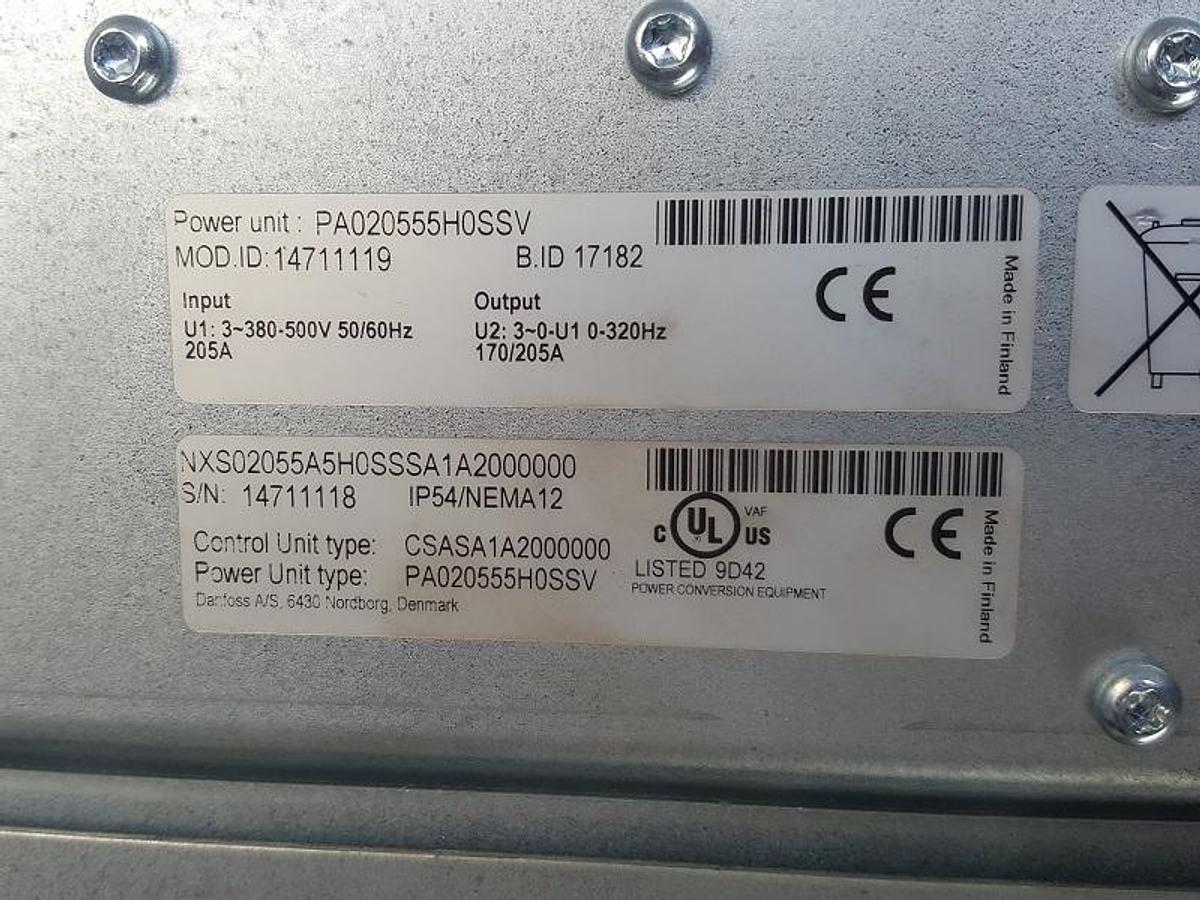 Power unit : PA020555H0SSV
MOD.ID:14711119 B.ID 17182
Input Output
U1: 3~380-500V 50/60Hz U2: 3~0-U1 0-320Hz
205A 170/205A
CE
Made in Finland
NXS02055A5H0SSSA1A2000000
S/N: 14711118 IP54/NEMA12
Control Unit type: CSASA1A2000000
Power Unit type: PA020555H0SSV
Danfoss A/S, 6430 Nordborg, Denmark
VAF
C UL US
LISTED 9D42
POWER CONVERSION EQUIPMENT
CE
Made in Finland